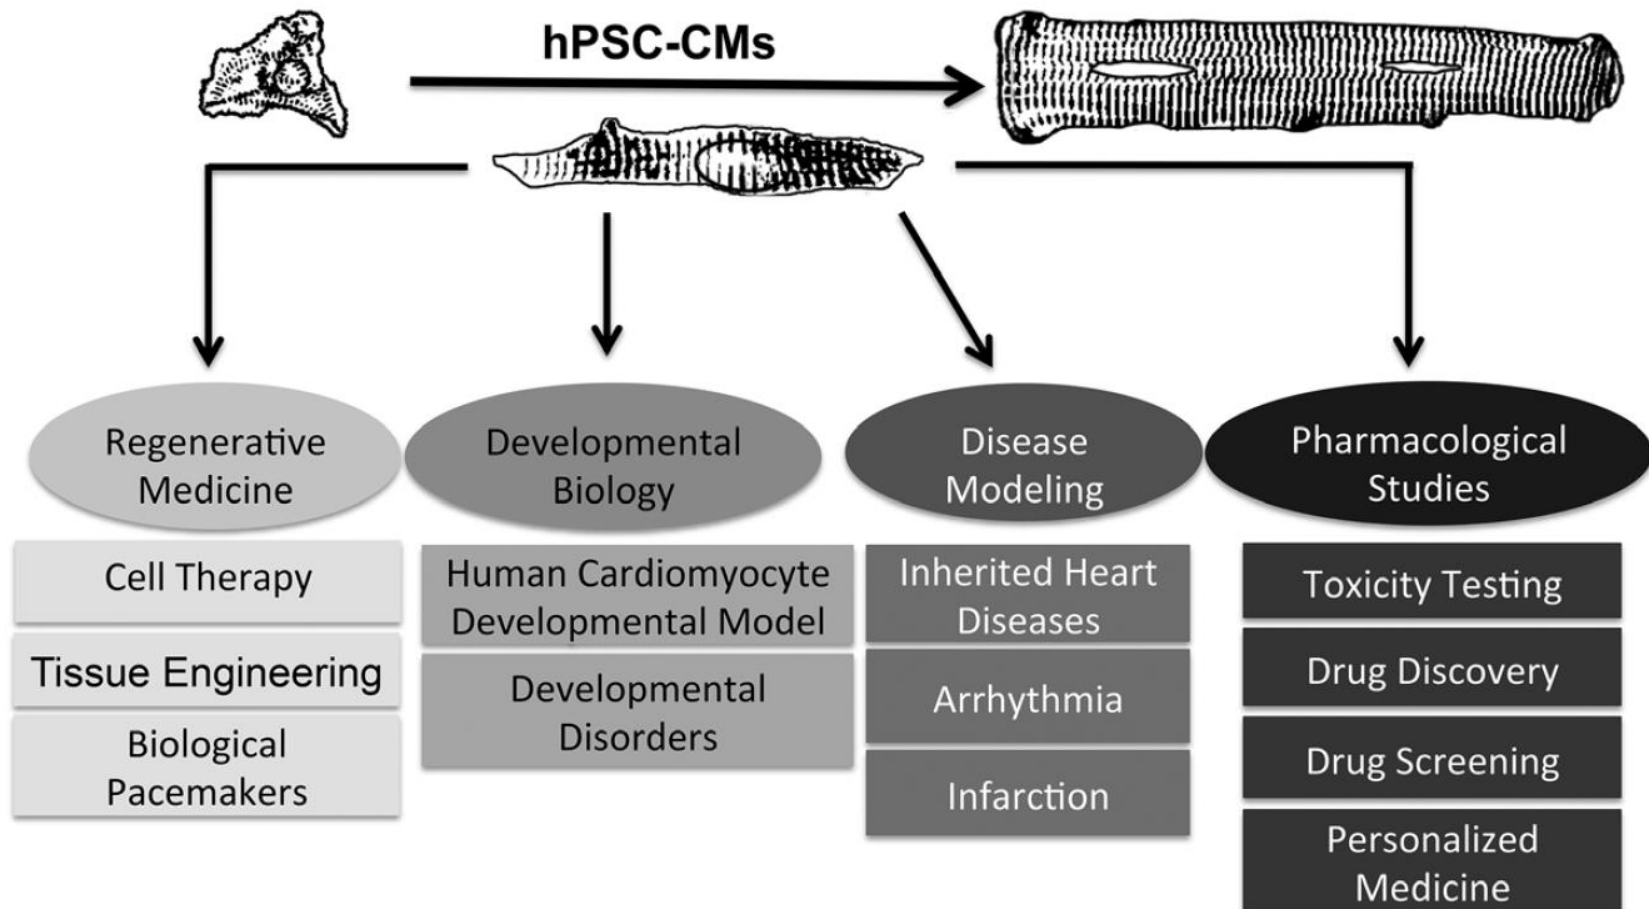 hPSC-CMs
Regenerative
Medicine
Cell Therapy
Tissue Engineering
Biological
Pacemakers
Developmental
Biology
Human Cardiomyocyte
Developmental Model
Developmental
Disorders
Disease
Modeling
Inherited Heart
Diseases
Arrhythmia
Infarction
Pharmacological
Studies
Toxicity Testing
Drug Discovery
Drug Screening
Personalized
Medicine